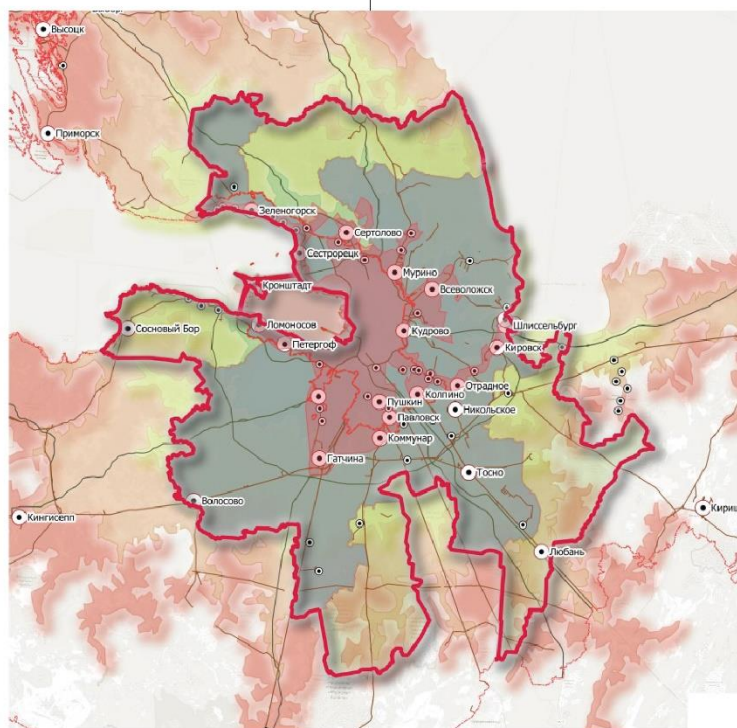 Высоцк
Приморск
Зеленогорск
Сертолово
Сестрорецк
Мурино
Кронштадт
Всеволожск
Сосновый Бор
Ломоносов
Кудрово
Шлиссельбург
Петергоф
Кировск
Отрадное
Колпино
Пушкин
Никольское
Павловск
Коммунар
Гатчина
Тосно
Волосово
Кингисепп
Кириш
Любань